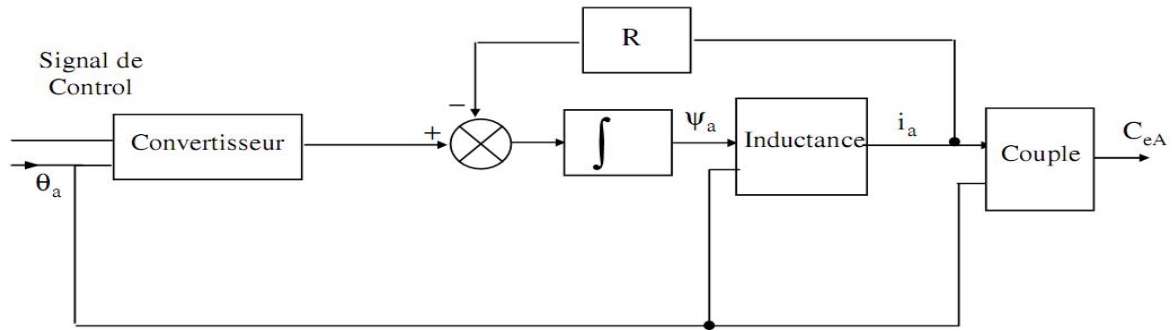 R
Signal de
Control
Convertisseur
θa
−
+
∫
ψa
Inductance
ia
Couple
CeA